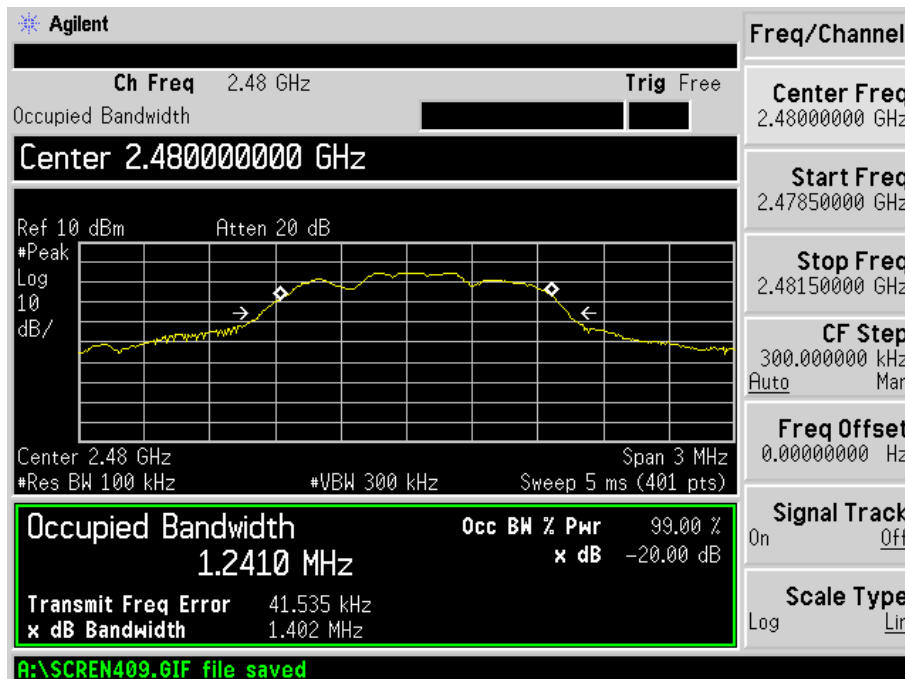 Agilent
Freq/Channel
Ch Freq 2.48 GHz Trig Free
Occupied Bandwidth
Center 2.480000000 GHz
Ref 10 dBm Atten 20 dB
#Peak
Log
10
dB/
Center 2.48 GHz Span 3 MHz
#Res BW 100 kHz #VBW 300 kHz Sweep 5 ms (401 pts)
Occupied Bandwidth
1.2410 MHz
Occ BW % Pwr 99.00 %
x dB -20.00 dB
Transmit Freq Error 41.535 kHz
x dB Bandwidth 1.402 MHz
A:\SCREN409.GIF file saved
Center Freq
2.48000000 GHz
Start Freq
2.47850000 GHz
Stop Freq
2.48150000 GHz
CF Step
300.000000 kHz
Auto Man
Freq Offset
0.00000000 Hz
Signal Track
On Off
Scale Type
Log Lin